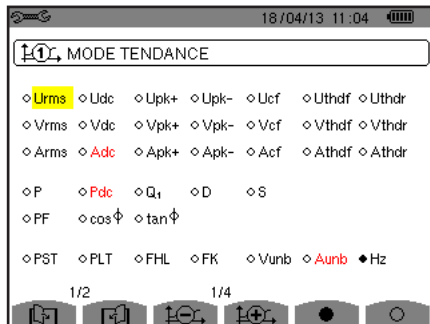 18/04/13 11:04
1 MODE TENDANCE
Urms Udc Upk+ Upk- Ucf Uthdf Uthdr
Vrms Vdc Vpk+ Vpk- Vcf Vthdf Vthdr
Arms Adc Apk+ Apk- Acf Athdf Athdr
P Pdc Q₁ D S
PF cosΦ tanΦ
PST PLT FHL FK Vunb Aunb Hz
1/2 1/4